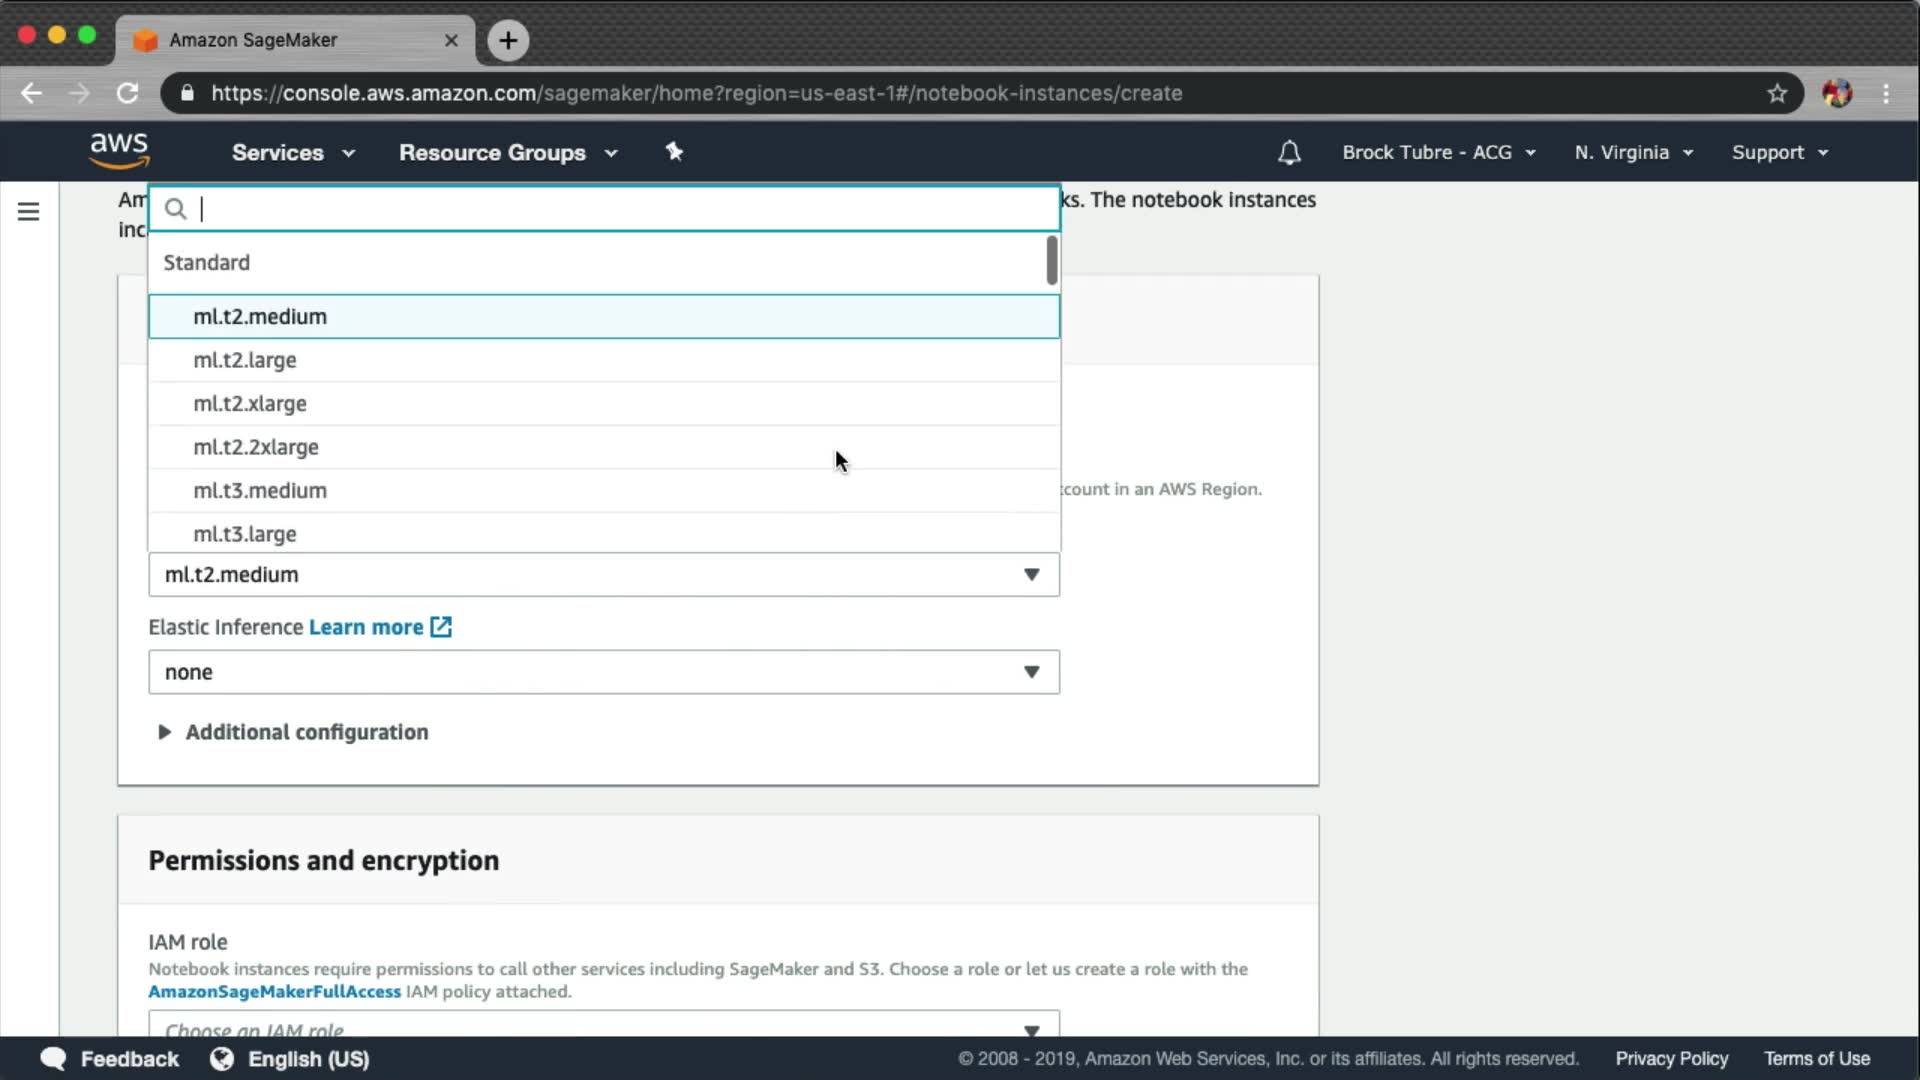 Amazon SageMaker
https://console.aws.amazon.com/sagemaker/home?region=us-east-1#/notebook-instances/create
aws
Services
Resource Groups
Brock Tubre - ACG
N. Virginia
Support
Am
ks. The notebook instances
inc
Standard
ml.t2.medium
ml.t2.large
ml.t2.xlarge
ml.t2.2xlarge
ml.t3.medium
count in an AWS Region.
ml.t3.large
ml.t2.medium
Elastic Inference Learn more
none
Additional configuration
Permissions and encryption
IAM role
Notebook instances require permissions to call other services including SageMaker and S3. Choose a role or let us create a role with the
AmazonSageMakerFullAccess IAM policy attached.
Choose an IAM role
Feedback
English (US)
© 2008 - 2019, Amazon Web Services, Inc. or its affiliates. All rights reserved.
Privacy Policy
Terms of Use